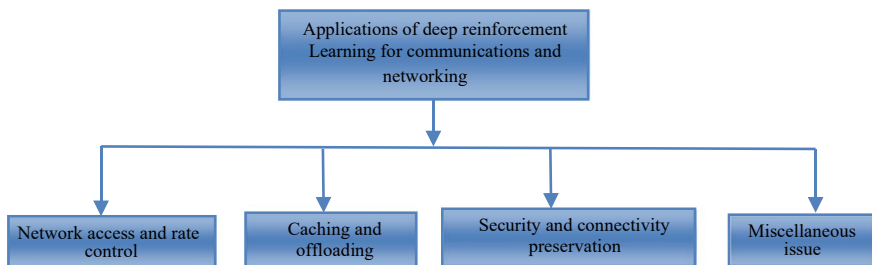 Applications of deep reinforcement
Learning for communications and
networking
Network access and rate
control
Caching and
offloading
Security and connectivity
preservation
Miscellaneous
issue